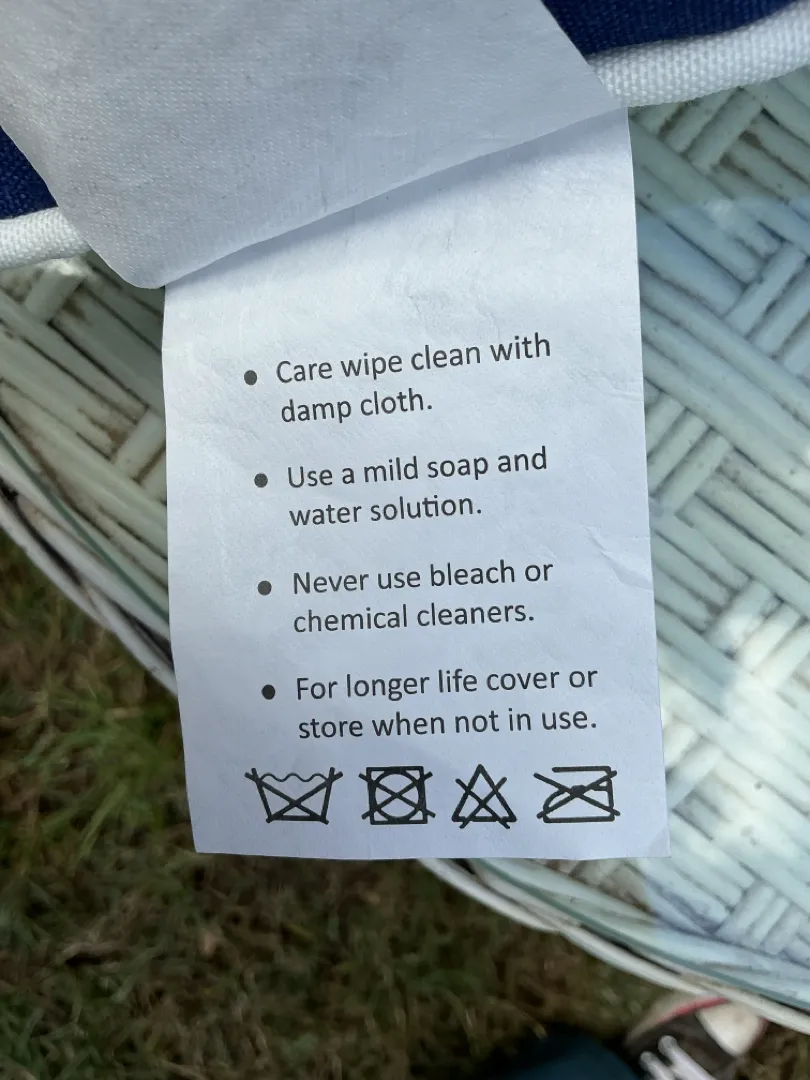 • Care wipe clean with
damp cloth.
• Use a mild soap and
water solution.
• Never use bleach or
chemical cleaners.
• For longer life cover or
store when not in use.